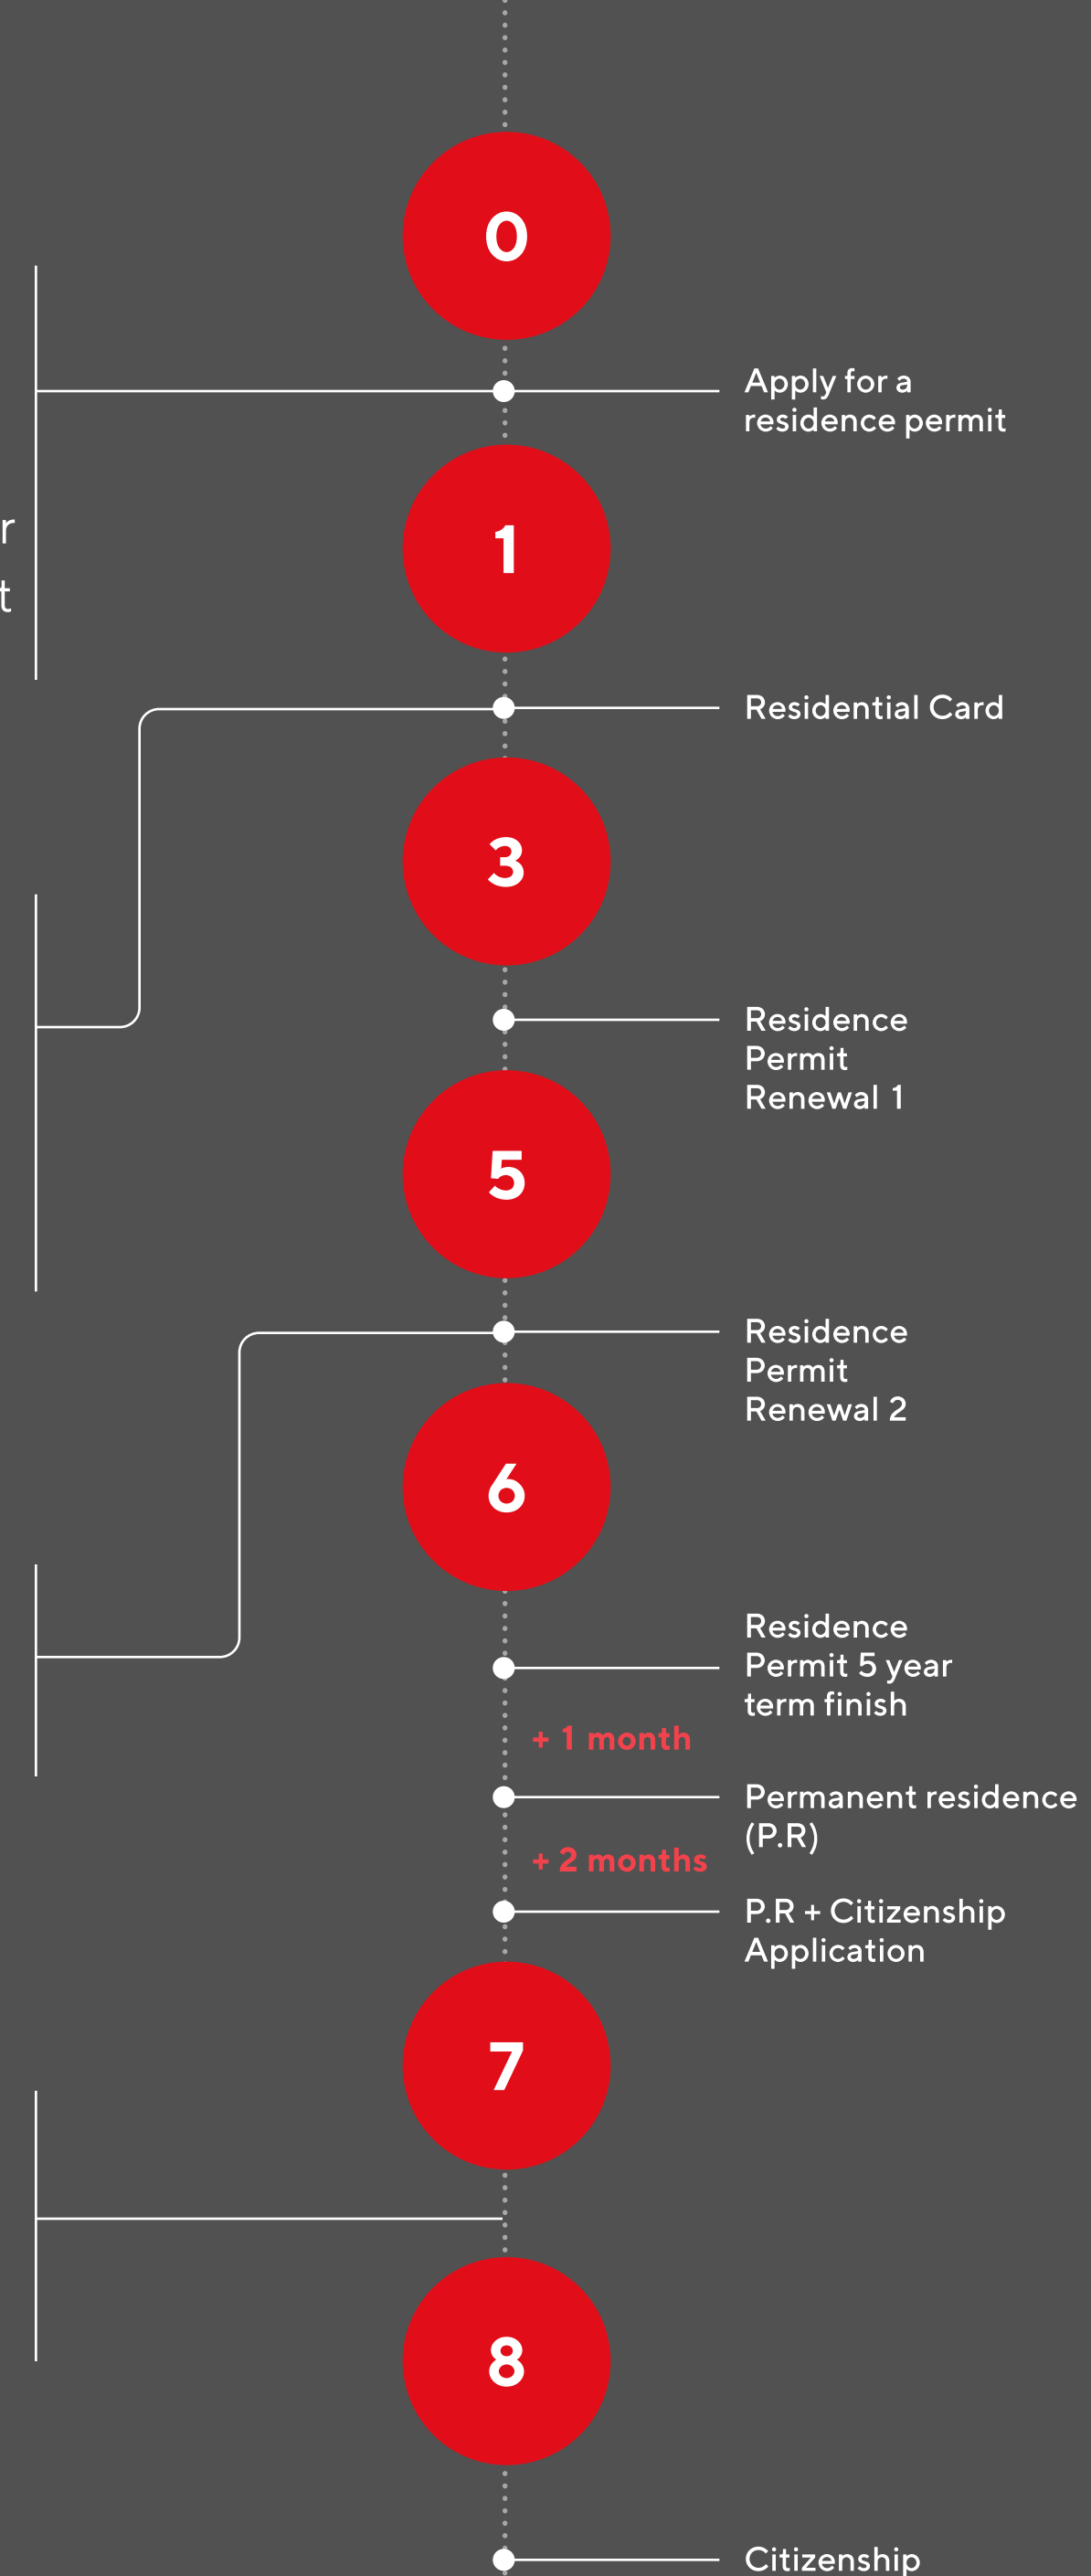 0
Apply for a
residence permit
1
r
t
Residential Card
3
Residence
Permit
Renewal 1
5
Residence
Permit
Renewal 2
6
Residence
Permit 5 year
term finish
+ 1 month
Permanent residence
(P.R)
+ 2 months
P.R + Citizenship
Application
7
8
Citizenship